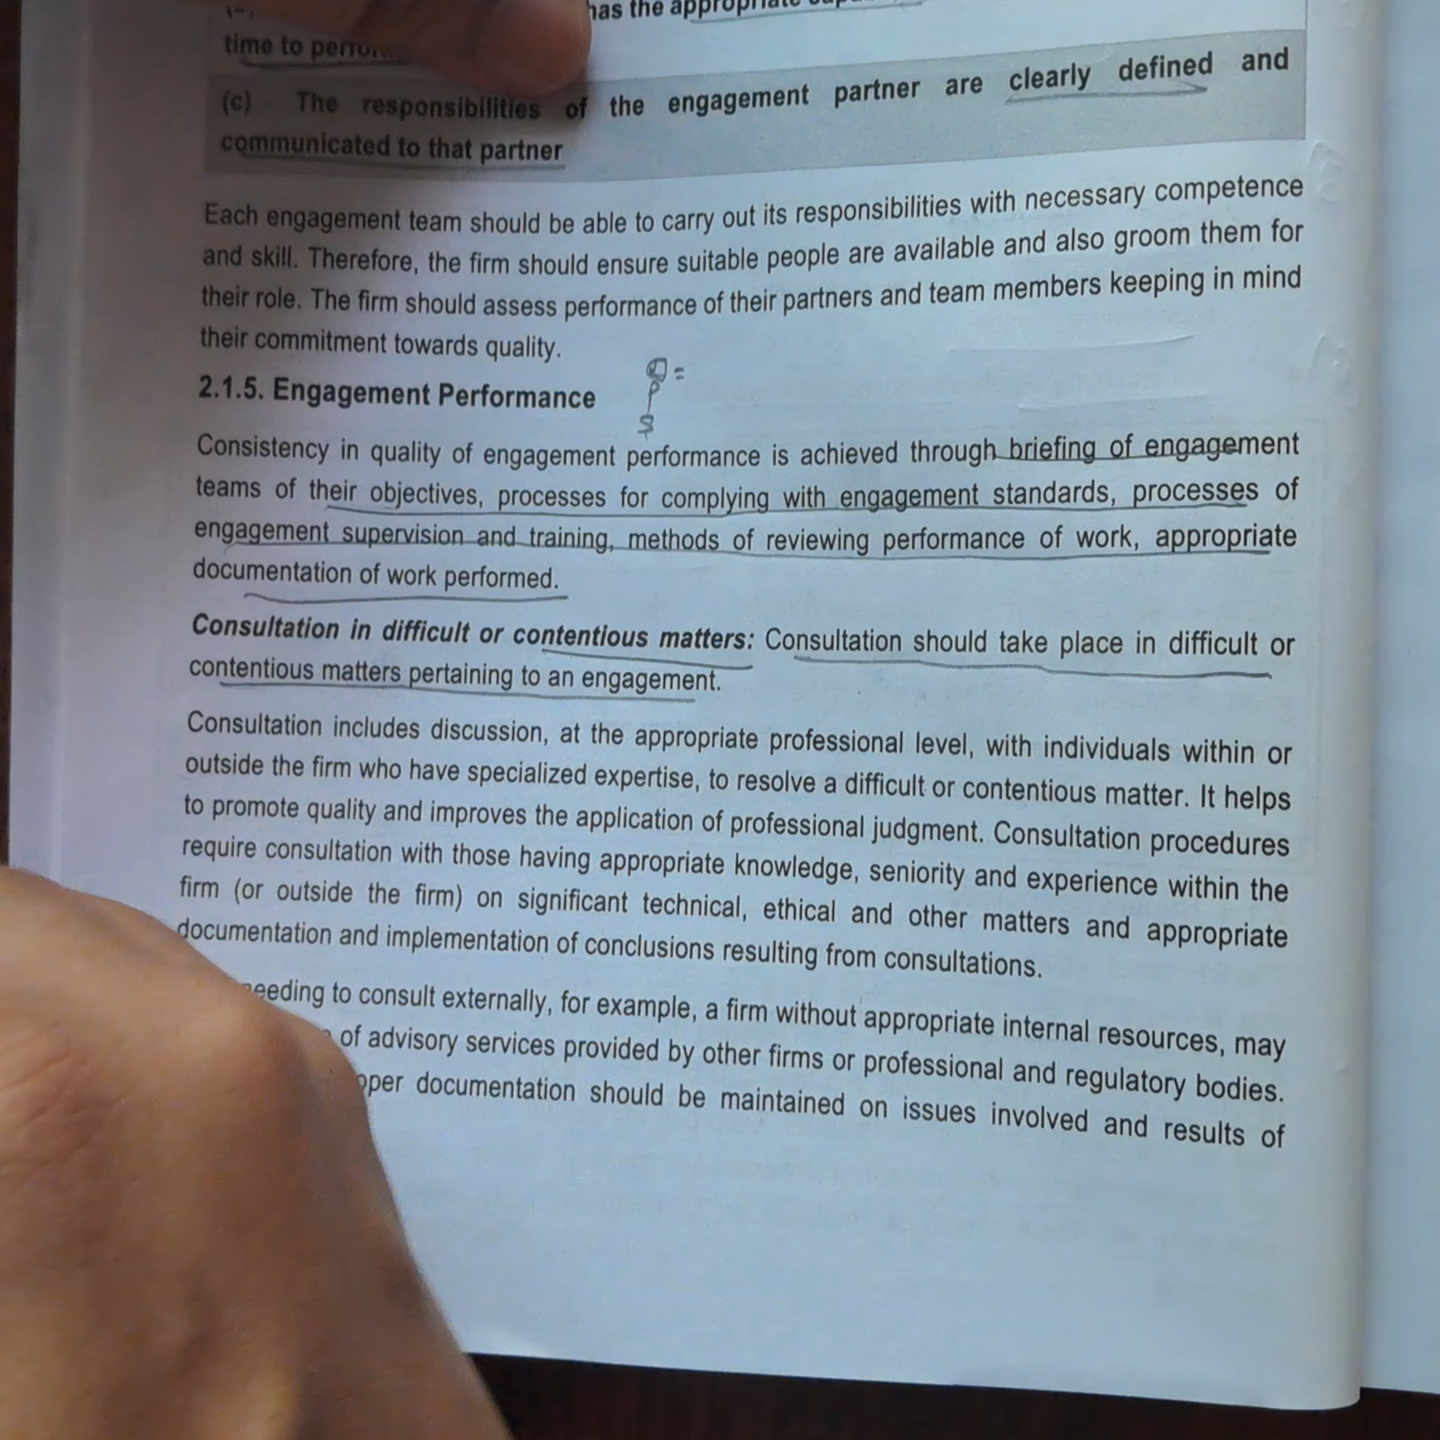 has the appropriate
time to
(c) The responsibilities of the engagement partner are clearly defined and
communicated to that partner
Each engagement team should be able to carry out its responsibilities with necessary competence
and skill. Therefore, the firm should ensure suitable people are available and also groom them for
their role. The firm should assess performance of their partners and team members keeping in mind
their commitment towards quality.
2.1.5. Engagement Performance
P
S
Consistency in quality of engagement performance is achieved through briefing of engagement
teams of their objectives, processes for complying with engagement standards, processes of
engagement supervision and training, methods of reviewing performance of work, appropriate
documentation of work performed.
Consultation in difficult or contentious matters: Consultation should take place in difficult or
contentious matters pertaining to an engagement.
Consultation includes discussion, at the appropriate professional level, with individuals within or
outside the firm who have specialized expertise, to resolve a difficult or contentious matter. It helps
to promote quality and improves the application of professional judgment. Consultation procedures
require consultation with those having appropriate knowledge, seniority and experience within the
firm (or outside the firm) on significant technical, ethical and other matters and appropriate
documentation and implementation of conclusions resulting from consultations.
needing to consult externally, for example, a firm without appropriate internal resources, may
of advisory services provided by other firms or professional and regulatory bodies.
documentation should be maintained on issues involved and results of